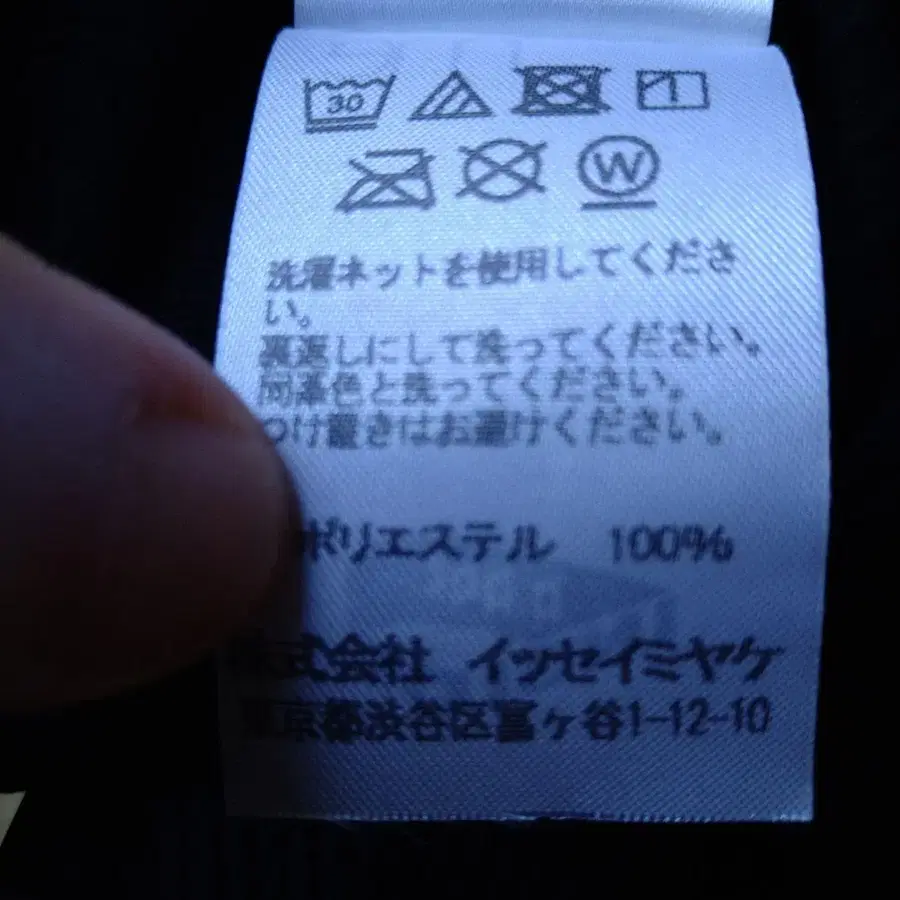 30
W
洗濯ネットを使用してくださ
い。
裏返しにして洗ってください。
同系色と洗ってください。
つけ置きはお避けください。
ポリエステル 100%
株式会社 イッセイミヤケ
東京都渋谷区富ヶ谷1-12-10